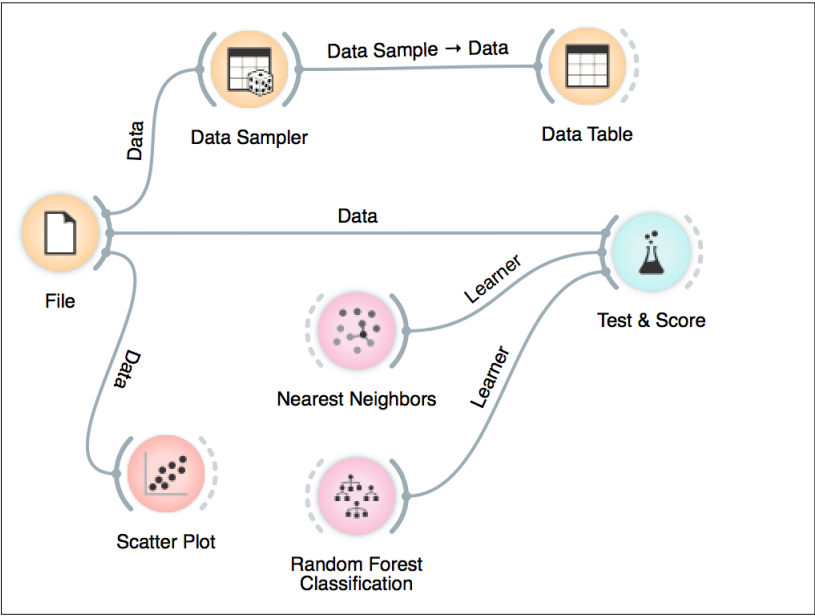 Data Sample → Data
Data Sampler
Data Table
Data
Data
File
Test & Score
Learner
Nearest Neighbors
Data
Learner
Scatter Plot
Random Forest
Classification